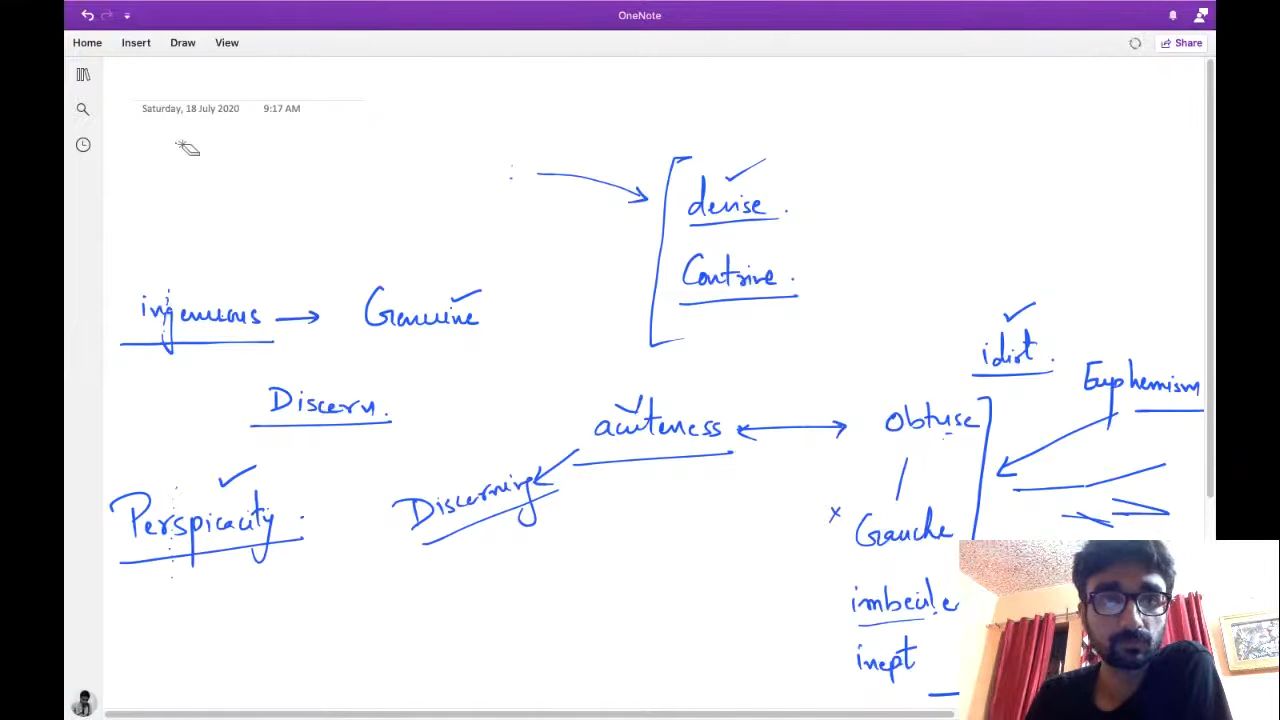 OneNote
Home Insert Draw View
Share
Saturday, 18 July 2020 9:17 AM
devise.
Contrive.
ingenuous → Genuine
idiot.
Euphemism
Discern.
acuteness
obtuse
Discerning
Perspicacity.
x Gauche
imbecile
inept